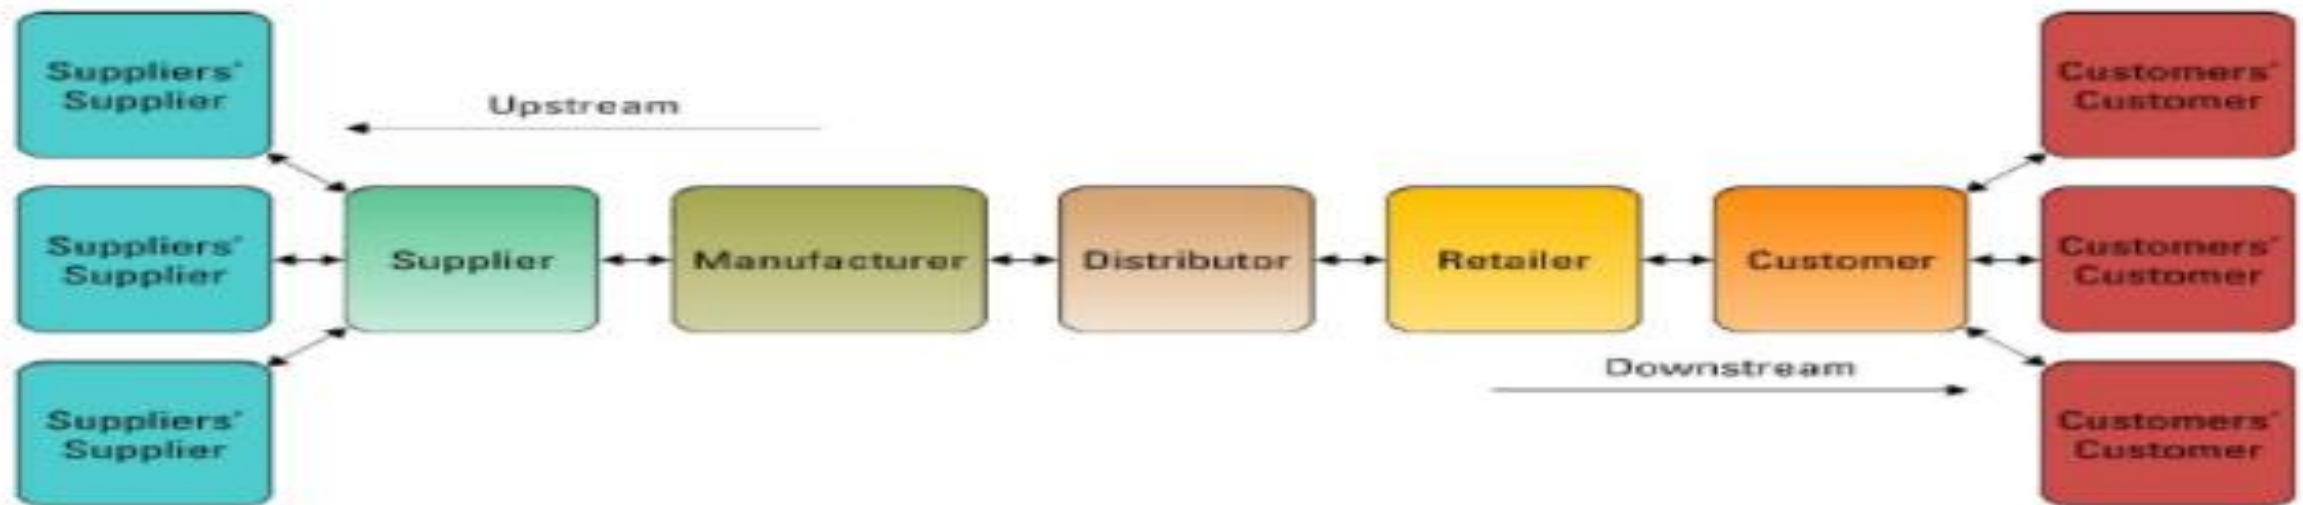 Suppliers'
Supplier
Upstream
Customers'
Customer
Suppliers'
Supplier
Supplier
Manufacturer
Distributor
Retailer
Customer
Customers'
Customer
Downstream
Suppliers'
Supplier
Customers'
Customer